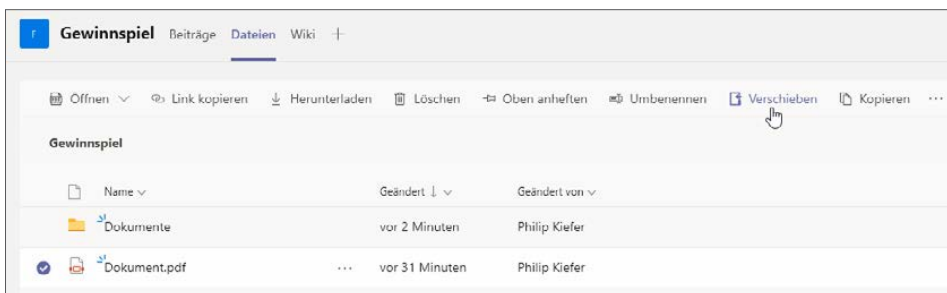 r Gewinnspiel Beiträge Dateien Wiki +
Öffnen Link kopieren Herunterladen Löschen Oben anheften Umbenennen Verschieben Kopieren ...
Gewinnspiel
Name Geändert ↓ Geändert von
Dokumente vor 2 Minuten Philip Kiefer
Dokument.pdf ... vor 31 Minuten Philip Kiefer